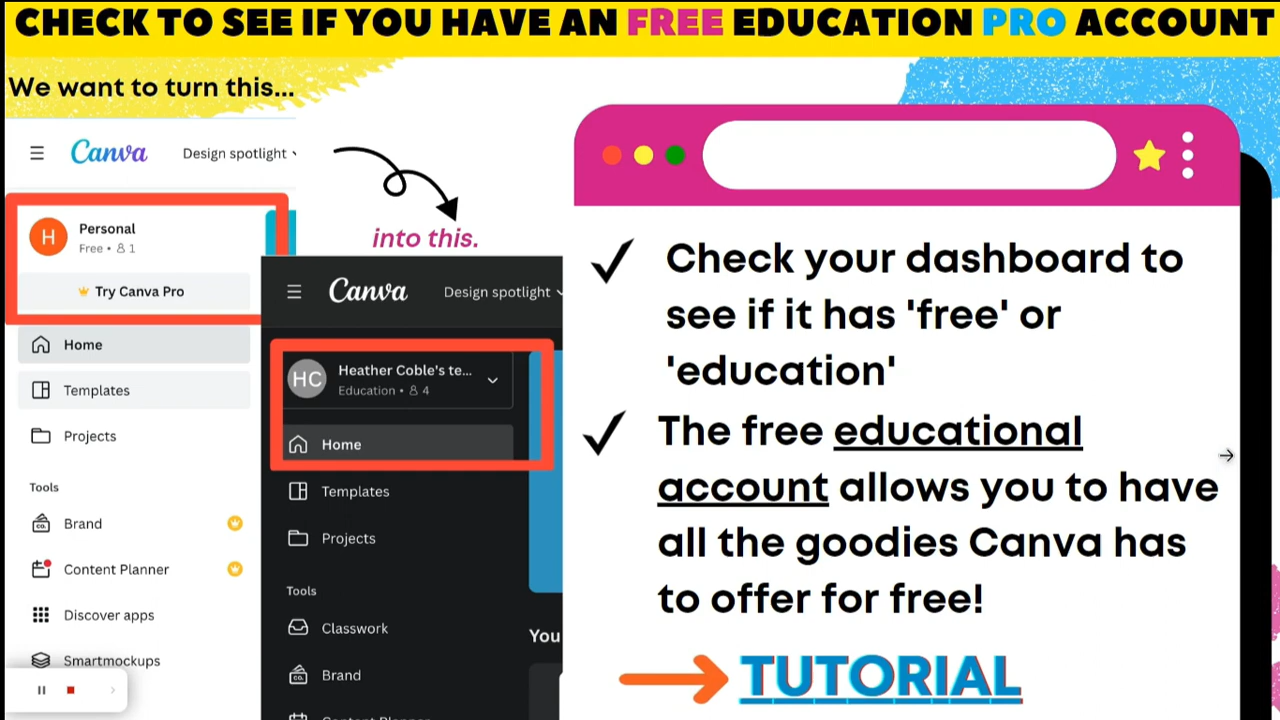 CHECK TO SEE IF YOU HAVE AN FREE EDUCATION PRO ACCOUNT
We want to turn this...
Canva
Design spotlight
H
Personal
Free • 1
Try Canva Pro
Home
Templates
Projects
Tools
Brand
Content Planner
Discover apps
Smartmockups
into this.
Canva
Design spotlight
HC
Heather Coble's te...
Education • 4
Home
Templates
Projects
Tools
Classwork
Brand
Content Planner
You
Check your dashboard to
see if it has 'free' or
'education'
The free educational
account allows you to have
all the goodies Canva has
to offer for free!
TUTORIAL